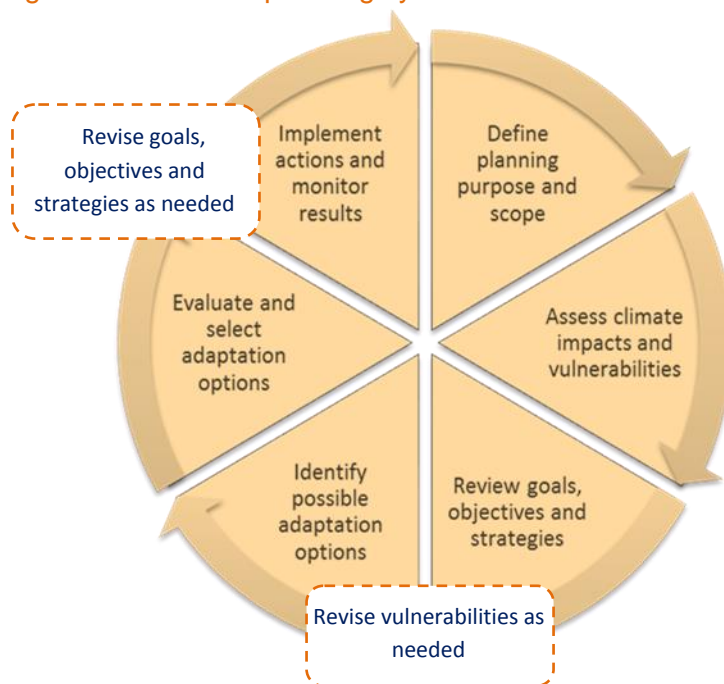 Revise goals,
objectives and
strategies as needed
Implement
actions and
monitor
results
Define
planning
purpose and
scope
Evaluate and
select
adaptation
options
Assess climate
impacts and
vulnerabilities
Identify
possible
adaptation
options
Review goals,
objectives and
strategies
Revise vulnerabilities as
needed